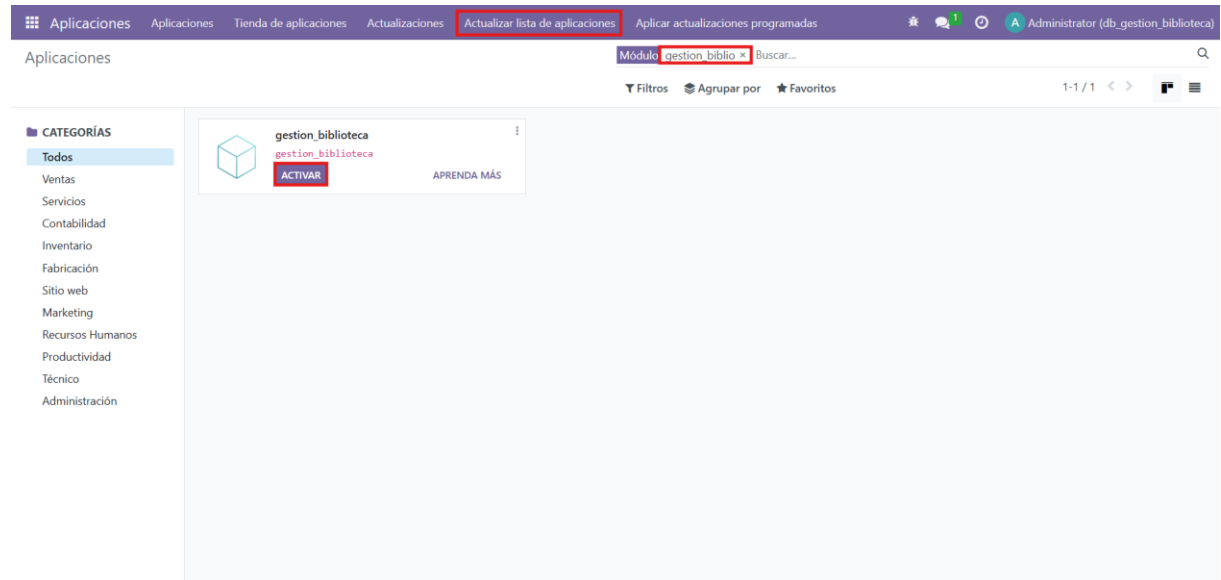 Aplicaciones Aplicaciones Tienda de aplicaciones Actualizaciones Actualizar lista de aplicaciones Aplicar actualizaciones programadas 1 A Administrator (db_gestion_biblioteca)
Aplicaciones Módulo gestion_biblio × Buscar...
Filtros Agrupar por Favoritos 1-1 / 1
CATEGORÍAS
Todos
Ventas
Servicios
Contabilidad
Inventario
Fabricación
Sitio web
Marketing
Recursos Humanos
Productividad
Técnico
Administración
gestion_biblioteca
gestion_biblioteca
ACTIVAR APRENDA MÁS